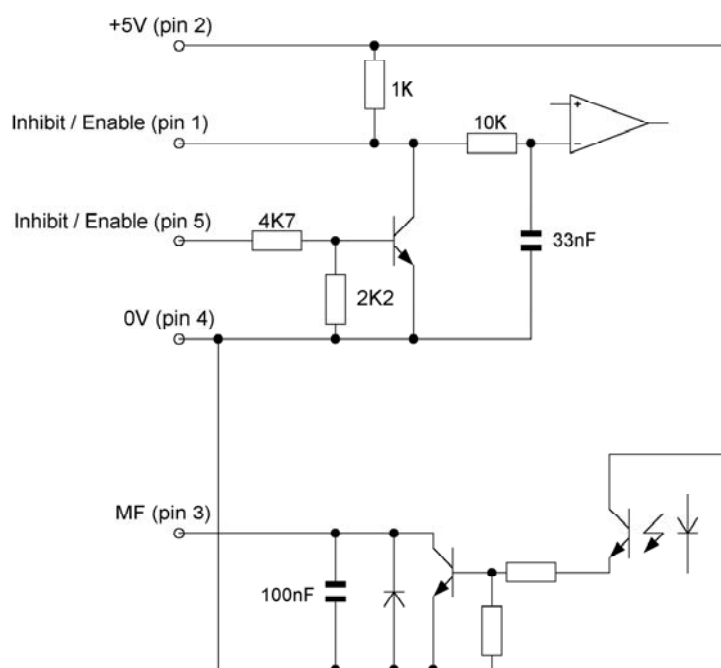 +5V (pin 2)
1K
Inhibit / Enable (pin 1)
10K
+
−
Inhibit / Enable (pin 5)
4K7
33nF
2K2
0V (pin 4)
MF (pin 3)
100nF